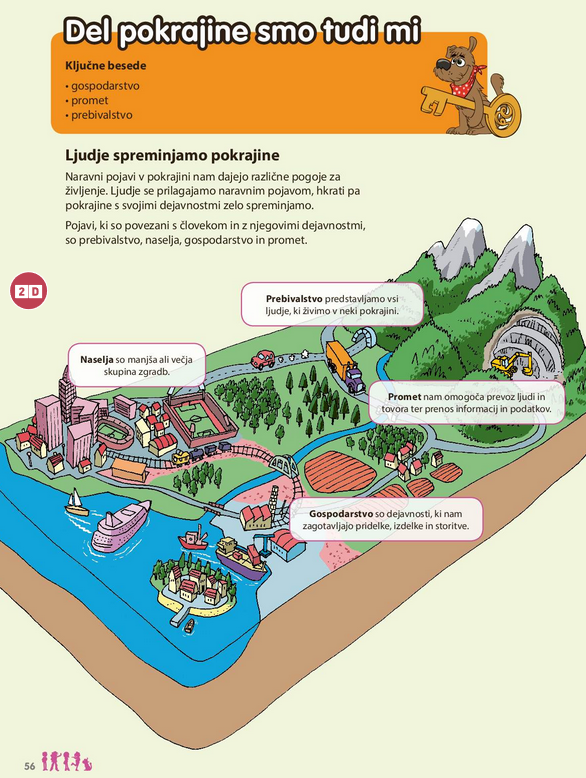 Del pokrajine smo tudi mi
Ključne besede
• gospodarstvo
• promet
• prebivalstvo
Ljudje spreminjamo pokrajine
Naravni pojavi v pokrajini nam dajejo različne pogoje za
življenje. Ljudje se prilagajamo naravnim pojavom, hkrati pa
pokrajine s svojimi dejavnostmi zelo spreminjamo.
Pojavi, ki so povezani s človekom in z njegovimi dejavnostmi,
so prebivalstvo, naselja, gospodarstvo in promet.
2 D
Prebivalstvo predstavljamo vsi
ljudje, ki živimo v neki pokrajini.
Naselja so manjša ali večja
skupina zgradb.
Promet nam omogoča prevoz ljudi in
tovora ter prenos informacij in podatkov.
Gospodarstvo so dejavnosti, ki nam
zagotavljajo pridelke, izdelke in storitve.
56